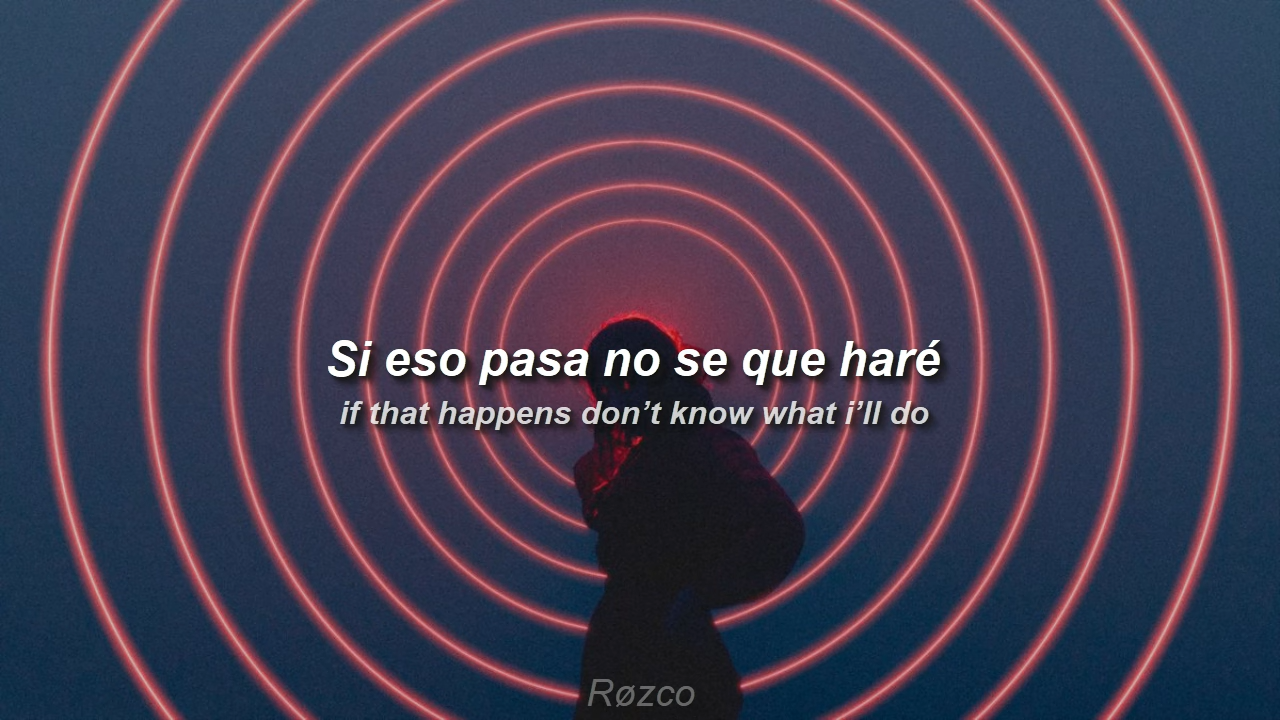 Si eso pasa no se que haré
if that happens don’t know what i’ll do
Røzco